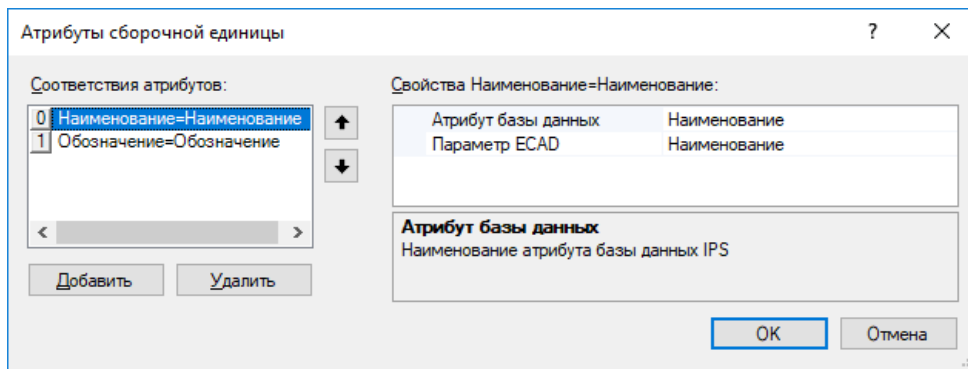 Атрибуты сборочной единицы
Соответствия атрибутов:
0 Наименование=Наименование
1 Обозначение=Обозначение
Добавить Удалить
Свойства Наименование=Наименование:
Атрибут базы данных Наименование
Параметр ECAD Наименование
Атрибут базы данных
Наименование атрибута базы данных IPS
OK Отмена